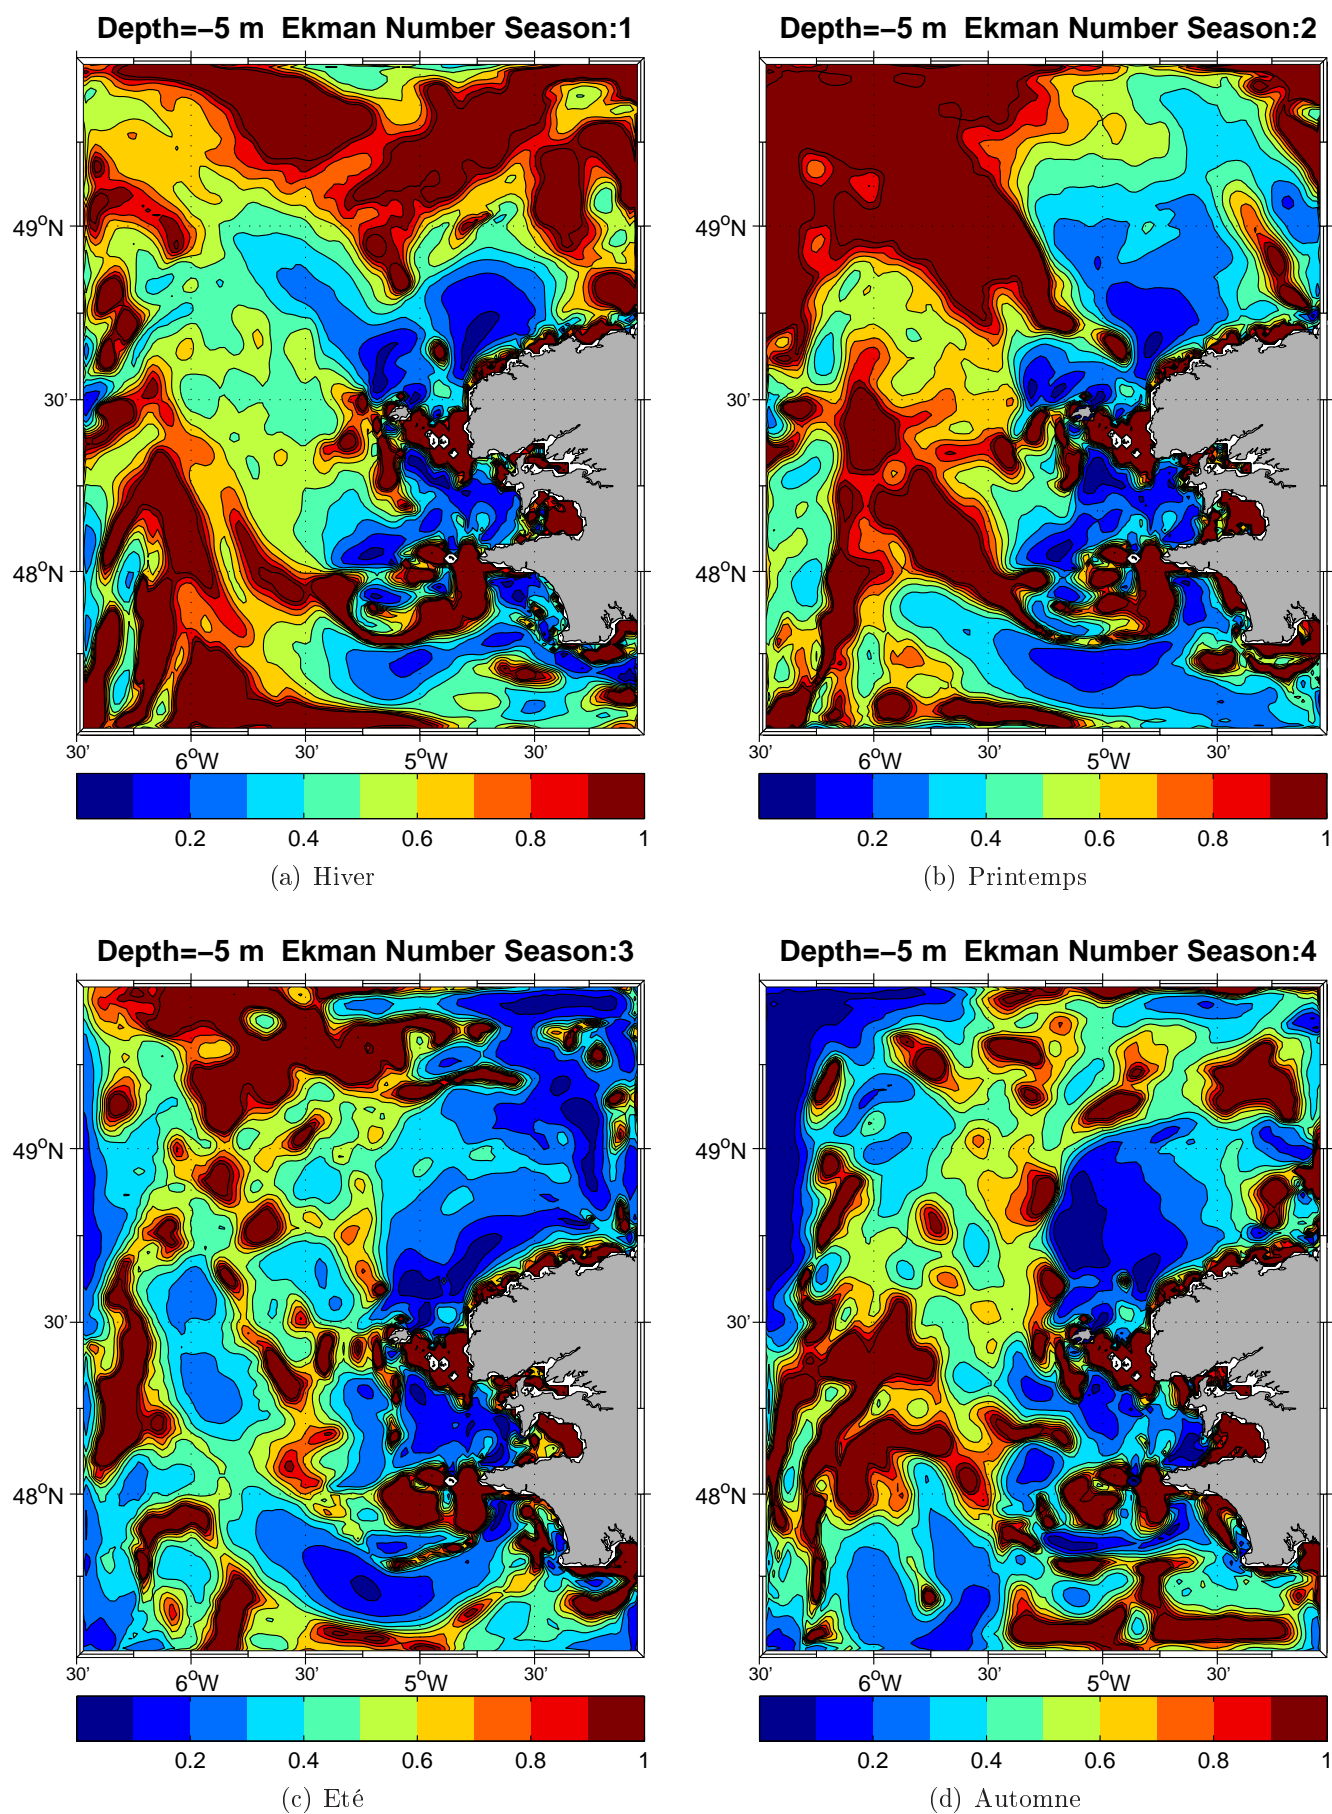 Depth=−5 m Ekman Number Season:1
49°N
30'
48°N
30'
6°W
30'
5°W
30'
0.2
0.4
0.6
0.8
1
(a) Hiver
Depth=−5 m Ekman Number Season:2
49°N
30'
48°N
30'
6°W
30'
5°W
30'
0.2
0.4
0.6
0.8
1
(b) Printemps
Depth=−5 m Ekman Number Season:3
49°N
30'
48°N
30'
6°W
30'
5°W
30'
0.2
0.4
0.6
0.8
1
(c) Eté
Depth=−5 m Ekman Number Season:4
49°N
30'
48°N
30'
6°W
30'
5°W
30'
0.2
0.4
0.6
0.8
1
(d) Automne